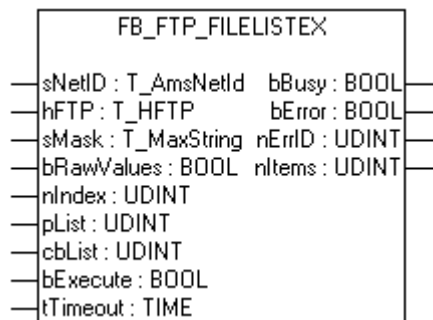 FB_FTP_FILELISTEX
sNetID : T_AmsNetId bBusy : BOOL
hFTP : T_HFTP bError : BOOL
sMask : T_MaxString nErrID : UDINT
bRawValues : BOOL nItems : UDINT
nIndex : UDINT
pList : UDINT
cbList : UDINT
bExecute : BOOL
tTimeout : TIME